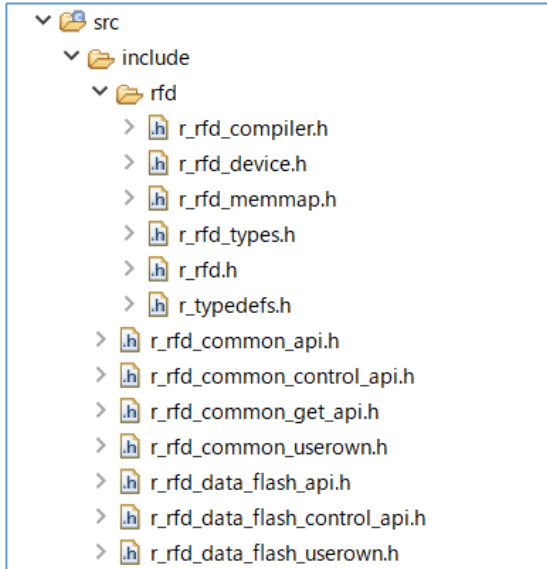 src
include
rfd
r_rfd_compiler.h
r_rfd_device.h
r_rfd_memmap.h
r_rfd_types.h
r_rfd.h
r_typedefs.h
r_rfd_common_api.h
r_rfd_common_control_api.h
r_rfd_common_get_api.h
r_rfd_common_userown.h
r_rfd_data_flash_api.h
r_rfd_data_flash_control_api.h
r_rfd_data_flash_userown.h